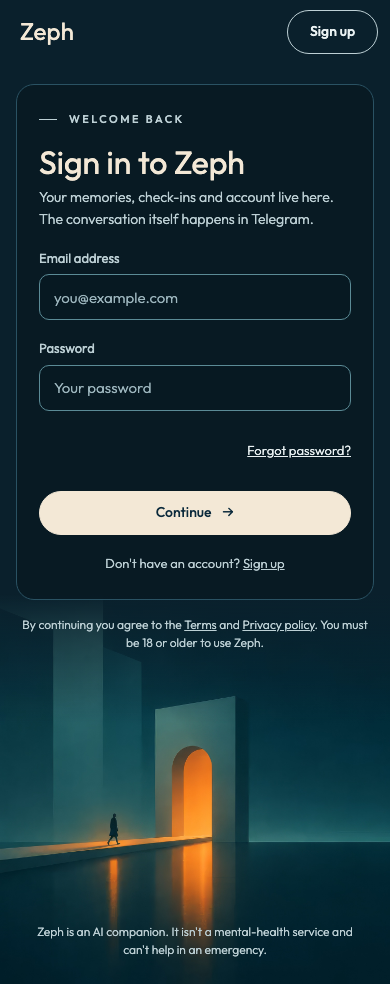 Zeph
Sign up
WELCOME BACK
Sign in to Zeph
Your memories, check-ins and account live here.
The conversation itself happens in Telegram.
Email address
you@example.com
Password
Your password
Forgot password?
Continue →
Don't have an account? Sign up
By continuing you agree to the Terms and Privacy policy. You must
be 18 or older to use Zeph.
Zeph is an AI companion. It isn't a mental-health service and
can't help in an emergency.